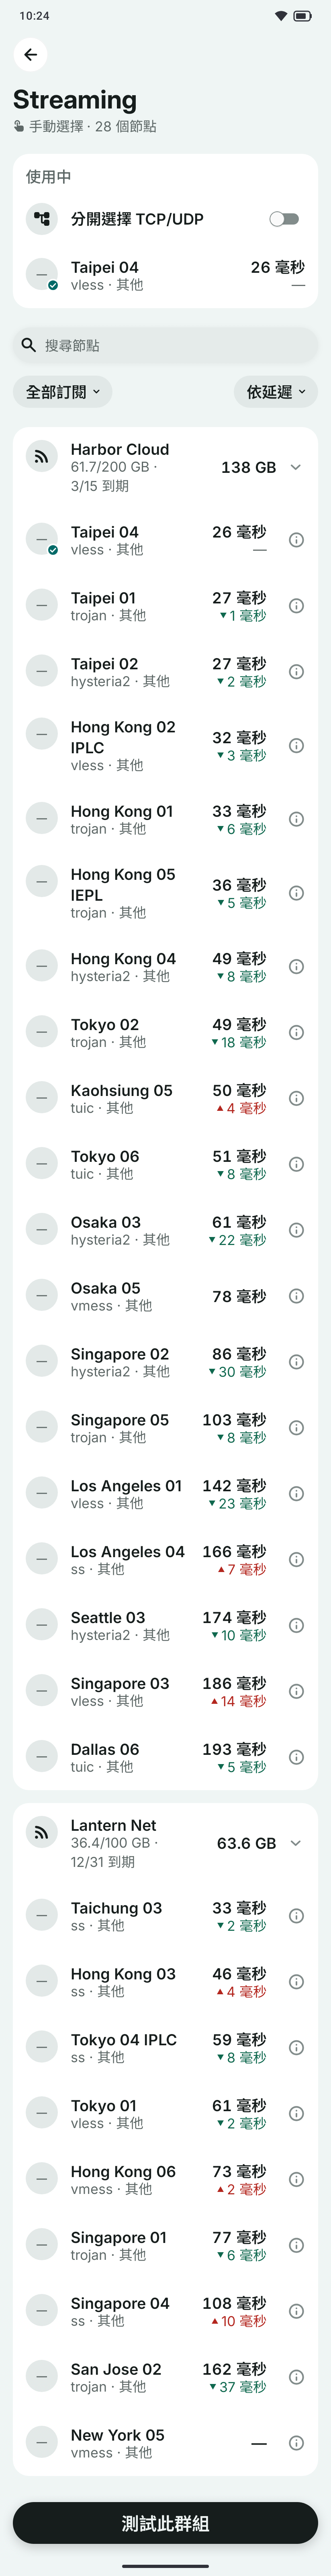 10:24
Streaming
手動選擇 · 28 個節點
使用中
分開選擇 TCP/UDP
Taipei 04
26 毫秒
vless · 其他
—
搜尋節點
全部訂閱
依延遲
Harbor Cloud
61.7/200 GB ·
3/15 到期
138 GB
Taipei 04
26 毫秒
vless · 其他
—
Taipei 01
27 毫秒
trojan · 其他
▼1 毫秒
Taipei 02
27 毫秒
hysteria2 · 其他
▼2 毫秒
Hong Kong 02
IPLC
32 毫秒
vless · 其他
▼3 毫秒
Hong Kong 01
33 毫秒
trojan · 其他
▼6 毫秒
Hong Kong 05
IEPL
36 毫秒
trojan · 其他
▼5 毫秒
Hong Kong 04
49 毫秒
hysteria2 · 其他
▼8 毫秒
Tokyo 02
49 毫秒
trojan · 其他
▼18 毫秒
Kaohsiung 05
50 毫秒
tuic · 其他
▲4 毫秒
Tokyo 06
51 毫秒
tuic · 其他
▼8 毫秒
Osaka 03
61 毫秒
hysteria2 · 其他
▼22 毫秒
Osaka 05
78 毫秒
vmess · 其他
Singapore 02
86 毫秒
hysteria2 · 其他
▼30 毫秒
Singapore 05
103 毫秒
trojan · 其他
▼8 毫秒
Los Angeles 01
142 毫秒
vless · 其他
▼23 毫秒
Los Angeles 04
166 毫秒
ss · 其他
▲7 毫秒
Seattle 03
174 毫秒
hysteria2 · 其他
▼10 毫秒
Singapore 03
186 毫秒
vless · 其他
▲14 毫秒
Dallas 06
193 毫秒
tuic · 其他
▼5 毫秒
Lantern Net
36.4/100 GB ·
12/31 到期
63.6 GB
Taichung 03
33 毫秒
ss · 其他
▼2 毫秒
Hong Kong 03
46 毫秒
ss · 其他
▲4 毫秒
Tokyo 04 IPLC
59 毫秒
ss · 其他
▼8 毫秒
Tokyo 01
61 毫秒
vless · 其他
▼2 毫秒
Hong Kong 06
73 毫秒
vmess · 其他
▲2 毫秒
Singapore 01
77 毫秒
trojan · 其他
▼6 毫秒
Singapore 04
108 毫秒
ss · 其他
▲10 毫秒
San Jose 02
162 毫秒
trojan · 其他
▼37 毫秒
New York 05
—
vmess · 其他
測試此群組